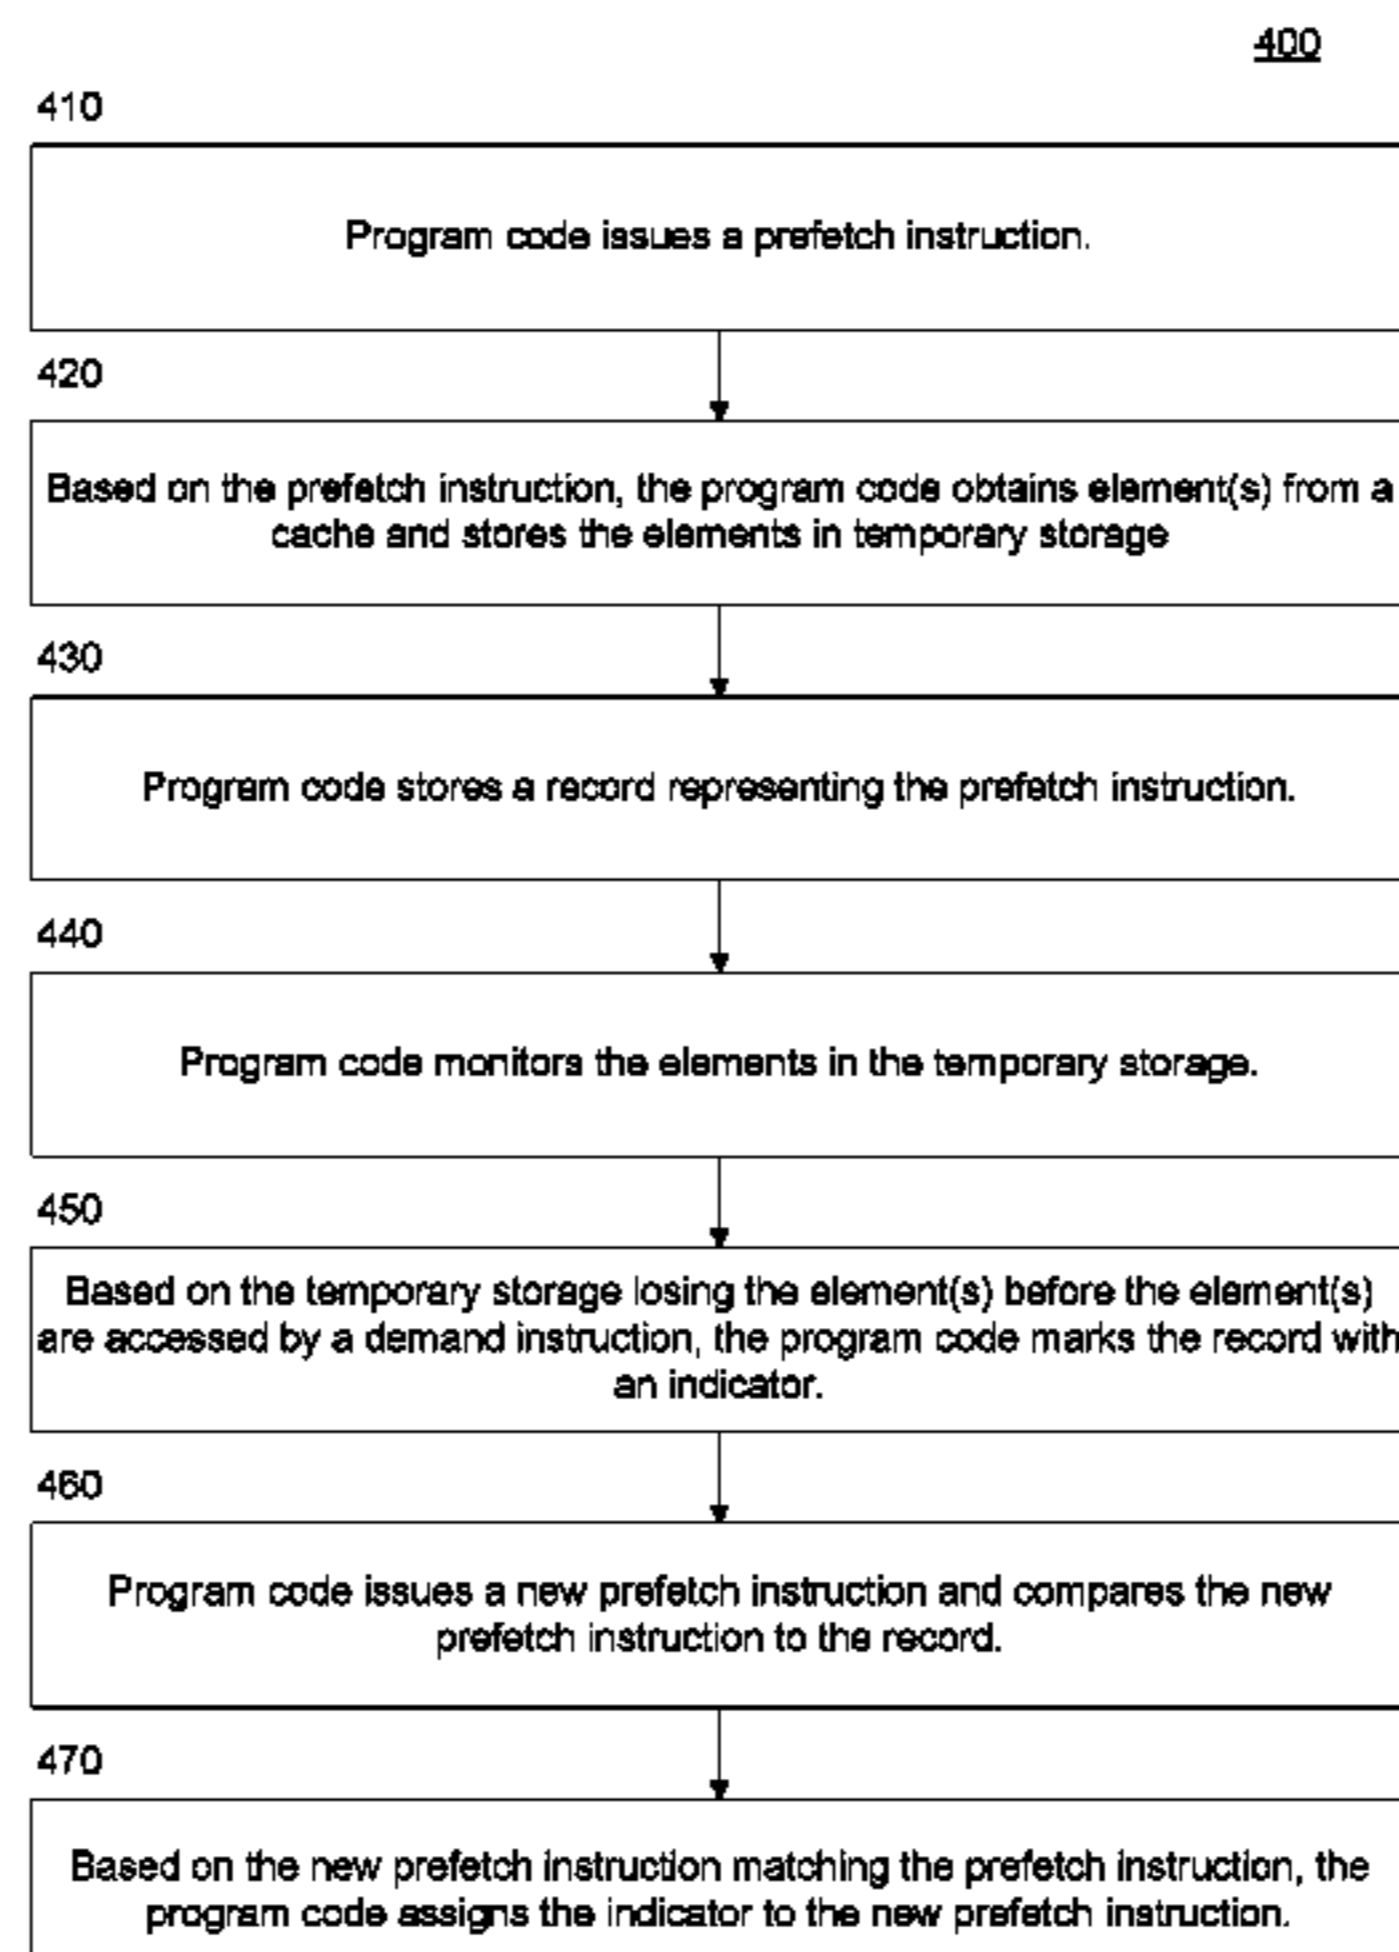 400
410
Program code issues a prefetch instruction.
420
Based on the prefetch instruction, the program code obtains element(s) from a
cache and stores the elements in temporary storage
430
Program code stores a record representing the prefetch instruction.
440
Program code monitors the elements in the temporary storage.
450
Based on the temporary storage losing the element(s) before the element(s)
are accessed by a demand instruction, the program code marks the record with
an indicator.
460
Program code issues a new prefetch instruction and compares the new
prefetch instruction to the record.
470
Based on the new prefetch instruction matching the prefetch instruction, the
program code assigns the indicator to the new prefetch instruction.